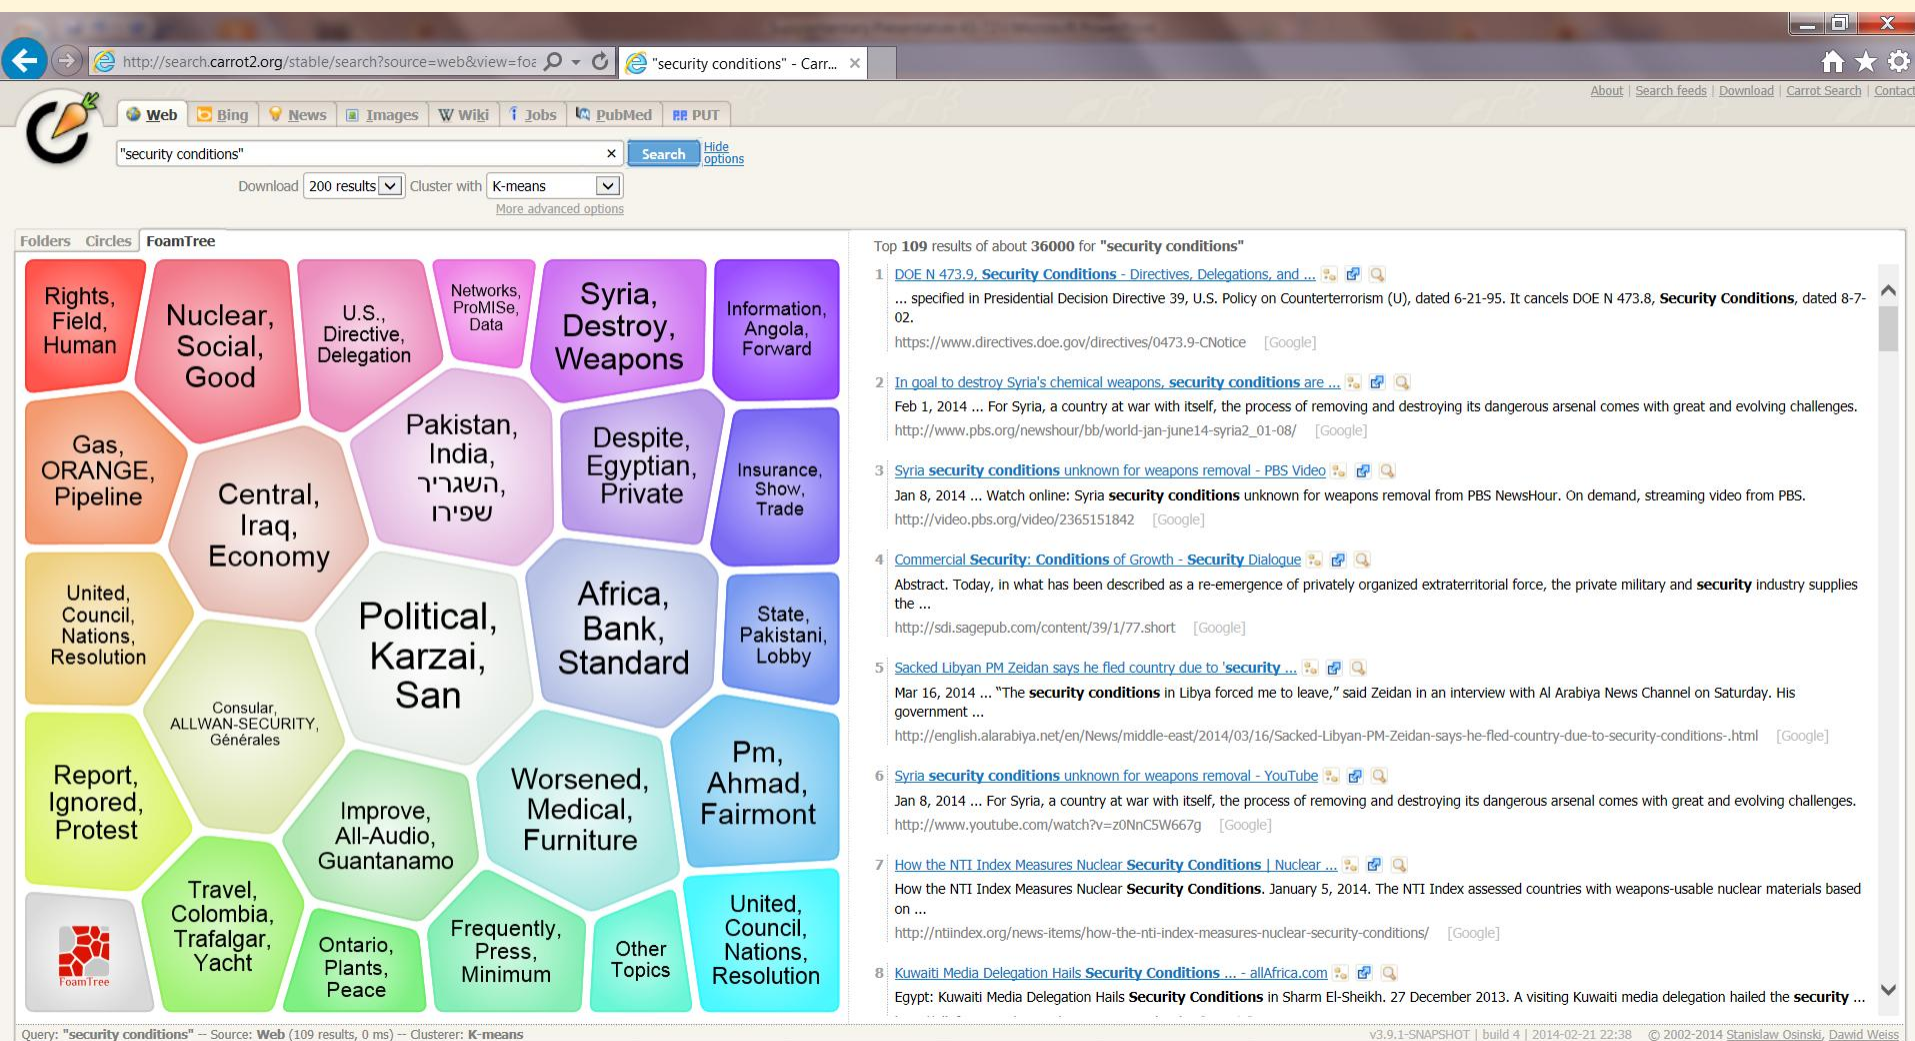 http://search.carrot2.org/stable/search?source=web&view=foa
"security conditions" - Carr...
About | Search feeds | Download | Carrot Search | Contact
Web Bing News Images Wiki Jobs PubMed PUT
"security conditions"
Search
Hide
options
Download 200 results Cluster with K-means
More advanced options
Folders Circles FoamTree
Rights,
Field,
Human
Nuclear,
Social,
Good
U.S.,
Directive,
Delegation
Networks,
ProMISe,
Data
Syria,
Destroy,
Weapons
Information,
Angola,
Forward
Gas,
ORANGE,
Pipeline
Central,
Iraq,
Economy
Pakistan,
India,
השגריר,
שפירו
Despite,
Egyptian,
Private
Insurance,
Show,
Trade
United,
Council,
Nations,
Resolution
Consular,
ALLWAN-SECURITY,
Générales
Political,
Karzai,
San
Africa,
Bank,
Standard
State,
Pakistani,
Lobby
Report,
Ignored,
Protest
Improve,
All-Audio,
Guantanamo
Worsened,
Medical,
Furniture
Pm,
Ahmad,
Fairmont
FoamTree
Travel,
Colombia,
Trafalgar,
Yacht
Ontario,
Plants,
Peace
Frequently,
Press,
Minimum
Other
Topics
United,
Council,
Nations,
Resolution
Top 109 results of about 36000 for "security conditions"
1 DOE N 473.9, Security Conditions - Directives, Delegations, and ...
... specified in Presidential Decision Directive 39, U.S. Policy on Counterterrorism (U), dated 6-21-95. It cancels DOE N 473.8, Security Conditions, dated 8-7-
02.
https://www.directives.doe.gov/directives/0473.9-CNotice [Google]
2 In goal to destroy Syria's chemical weapons, security conditions are ...
Feb 1, 2014 ... For Syria, a country at war with itself, the process of removing and destroying its dangerous arsenal comes with great and evolving challenges.
http://www.pbs.org/newshour/bb/world-jan-june14-syria2_01-08/ [Google]
3 Syria security conditions unknown for weapons removal - PBS Video
Jan 8, 2014 ... Watch online: Syria security conditions unknown for weapons removal from PBS NewsHour. On demand, streaming video from PBS.
http://video.pbs.org/video/2365151842 [Google]
4 Commercial Security: Conditions of Growth - Security Dialogue
Abstract. Today, in what has been described as a re-emergence of privately organized extraterritorial force, the private military and security industry supplies
the ...
http://sdi.sagepub.com/content/39/1/77.short [Google]
5 Sacked Libyan PM Zeidan says he fled country due to 'security ...
Mar 16, 2014 ... “The security conditions in Libya forced me to leave,” said Zeidan in an interview with Al Arabiya News Channel on Saturday. His
government ...
http://english.alarabiya.net/en/News/middle-east/2014/03/16/Sacked-Libyan-PM-Zeidan-says-he-fled-country-due-to-security-conditions-.html [Google]
6 Syria security conditions unknown for weapons removal - YouTube
Jan 8, 2014 ... For Syria, a country at war with itself, the process of removing and destroying its dangerous arsenal comes with great and evolving challenges.
http://www.youtube.com/watch?v=z0NnC5W667g [Google]
7 How the NTI Index Measures Nuclear Security Conditions | Nuclear ...
How the NTI Index Measures Nuclear Security Conditions. January 5, 2014. The NTI Index assessed countries with weapons-usable nuclear materials based
on ...
http://ntiindex.org/news-items/how-the-nti-index-measures-nuclear-security-conditions/ [Google]
8 Kuwaiti Media Delegation Hails Security Conditions ... - allAfrica.com
Egypt: Kuwaiti Media Delegation Hails Security Conditions in Sharm El-Sheikh. 27 December 2013. A visiting Kuwaiti media delegation hailed the security ...
Query: "security conditions" -- Source: Web (109 results, 0 ms) -- Clusterer: K-means
v3.9.1-SNAPSHOT | build 4 | 2014-02-21 22:38 © 2002-2014 Stanislaw Osinski, Dawid Weiss